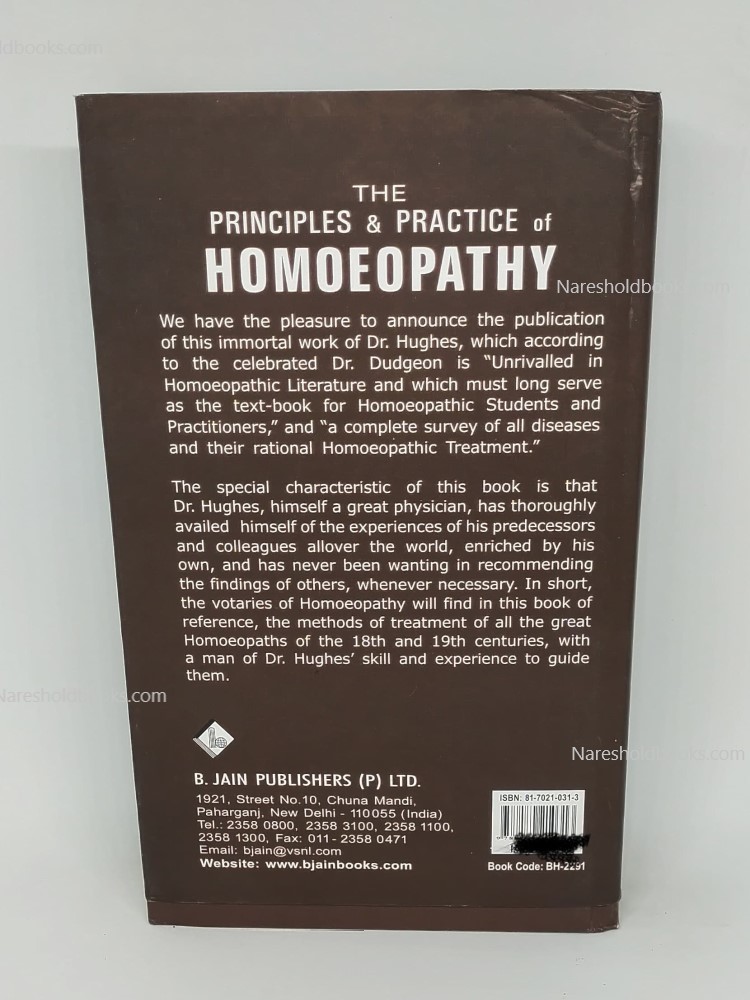 THE
PRINCIPLES & PRACTICE of
HOMOEOPATHY
We have the pleasure to announce the publication
of this immortal work of Dr. Hughes, which according
to the celebrated Dr. Dudgeon is “Unrivalled in
Homoeopathic Literature and which must long serve
as the text-book for Homoeopathic Students and
Practitioners,” and “a complete survey of all diseases
and their rational Homoeopathic Treatment.”
The special characteristic of this book is that
Dr. Hughes, himself a great physician, has thoroughly
availed himself of the experiences of his predecessors
and colleagues allover the world, enriched by his
own, and has never been wanting in recommending
the findings of others, whenever necessary. In short,
the votaries of Homoeopathy will find in this book of
reference, the methods of treatment of all the great
Homoeopaths of the 18th and 19th centuries, with
a man of Dr. Hughes’ skill and experience to guide
them.
B. JAIN PUBLISHERS (P) LTD.
1921, Street No.10, Chuna Mandi,
Paharganj, New Delhi - 110055 (India)
Tel.: 2358 0800, 2358 3100, 2358 1100,
2358 1300, Fax: 011- 2358 0471
Email: bjain@vsnl.com
Website: www.bjainbooks.com
ISBN: 81-7021-031-3
Book Code: BH-2291
oldbooks.com
Naresholdbooks.com
Naresholdbooks.com
Naresholdbooks.com